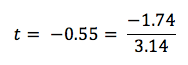 t = −0.55 = −1.74 / 3.14